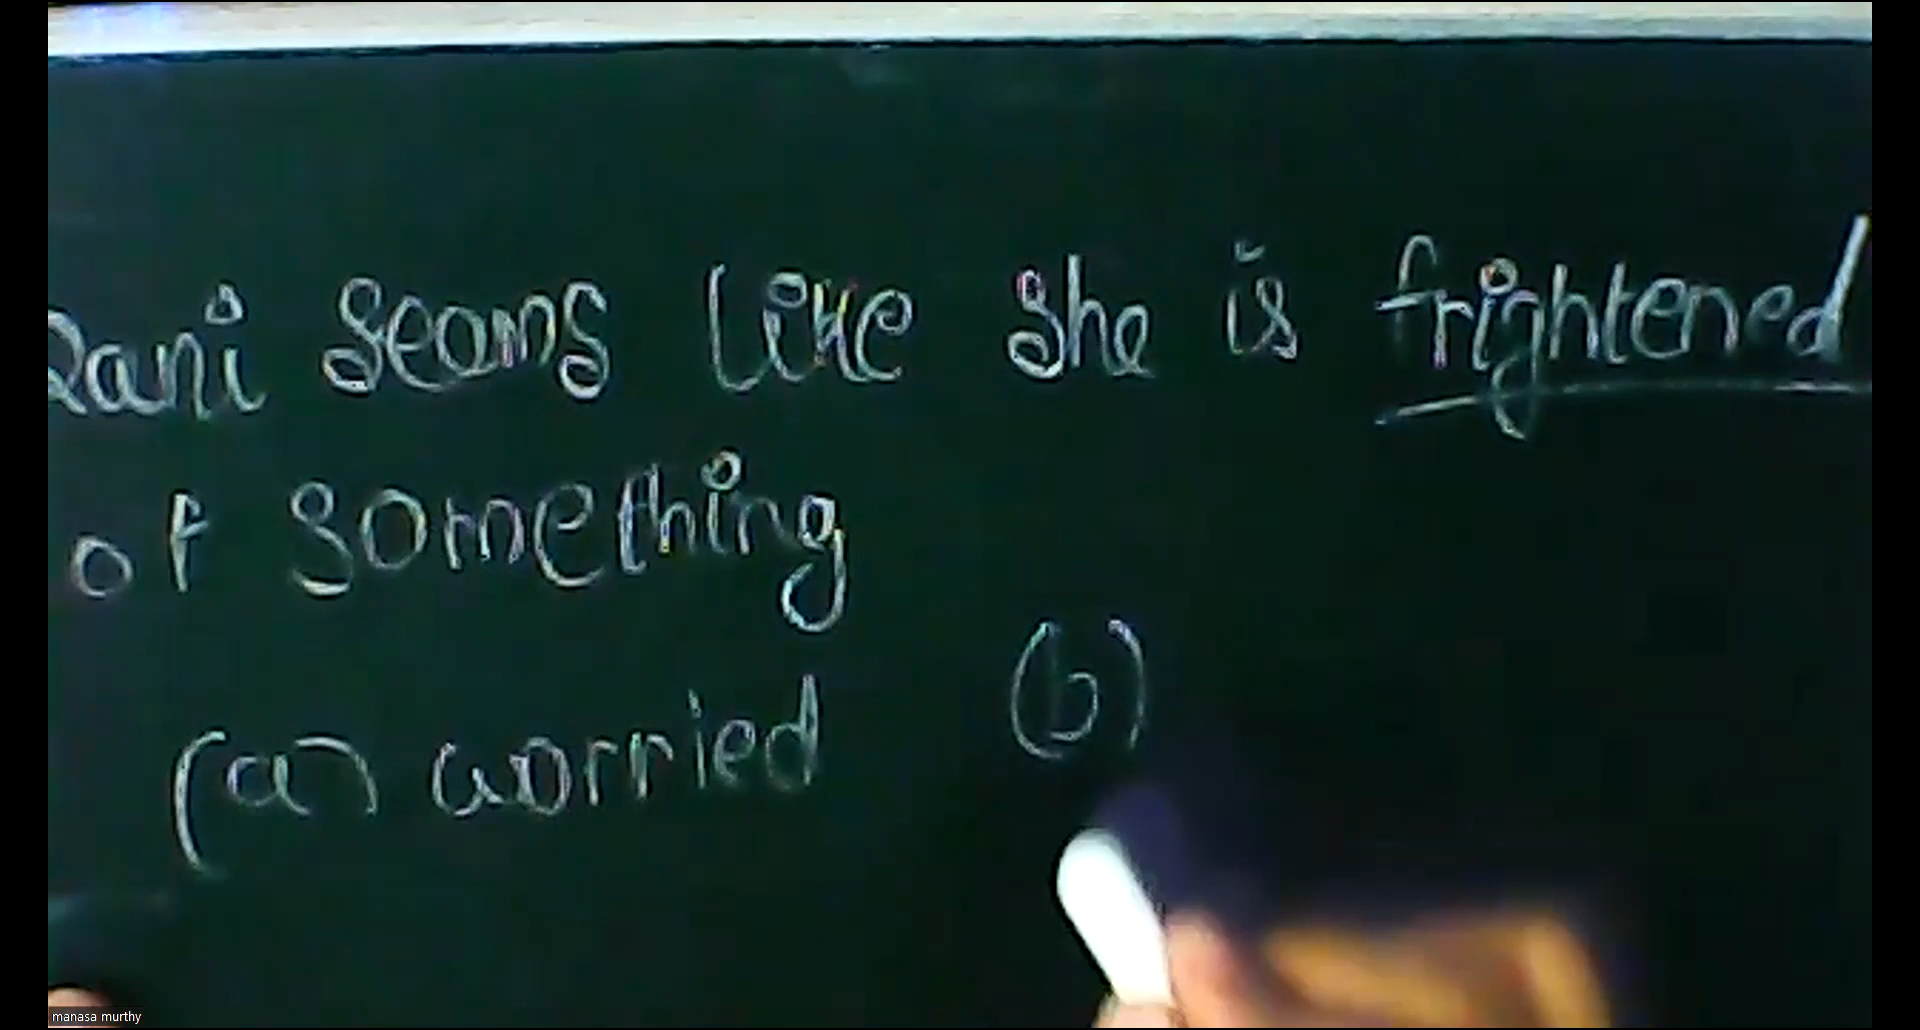 Rani seams like she is frightened
of something
(a) worried (b)
manasa murthy